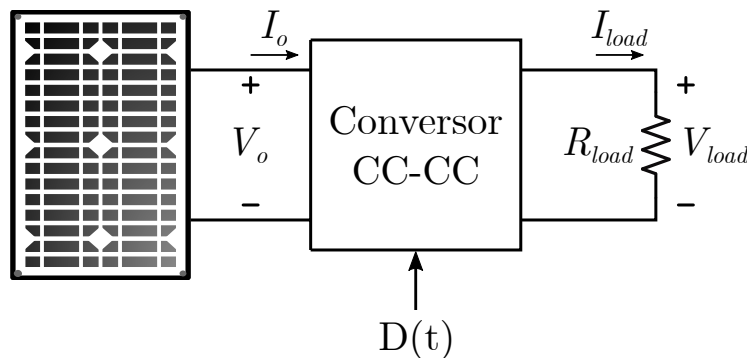 I_o
I_load
+
+
V_o
Conversor
CC-CC
R_load
V_load
−
−
D(t)